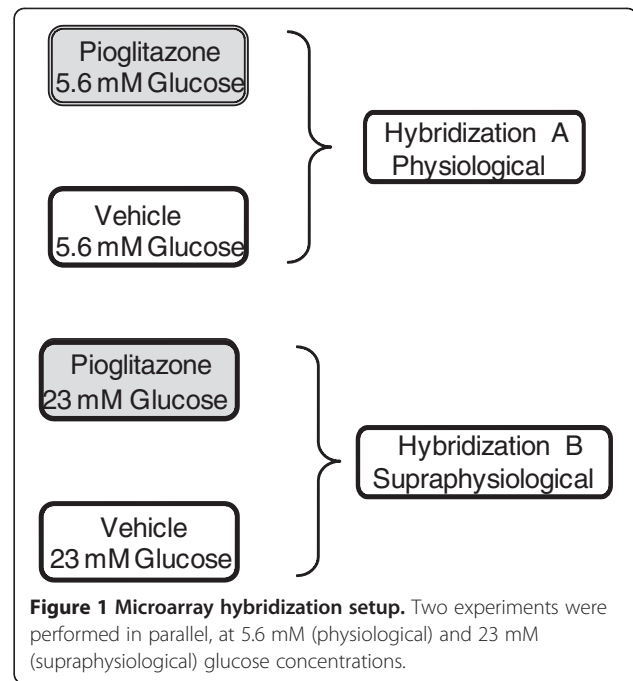 Pioglitazone
5.6 mM Glucose
Hybridization A
Physiological
Vehicle
5.6 mM Glucose
Pioglitazone
23 mM Glucose
Hybridization B
Supraphysiological
Vehicle
23 mM Glucose
Figure 1 Microarray hybridization setup. Two experiments were
performed in parallel, at 5.6 mM (physiological) and 23 mM
(supraphysiological) glucose concentrations.